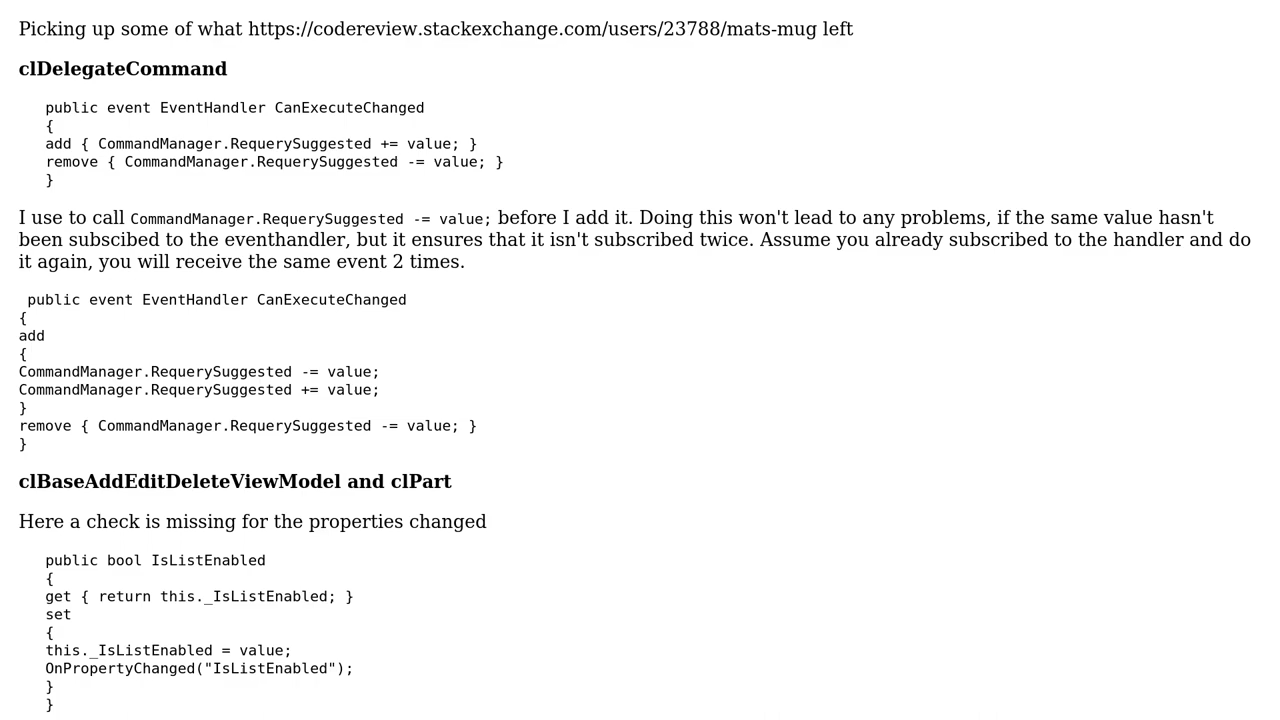 Picking up some of what https://codereview.stackexchange.com/users/23788/mats-mug left
clDelegateCommand
public event EventHandler CanExecuteChanged
{
add { CommandManager.RequerySuggested += value; }
remove { CommandManager.RequerySuggested -= value; }
}
I use to call CommandManager.RequerySuggested -= value; before I add it. Doing this won't lead to any problems, if the same value hasn't
been subscibed to the eventhandler, but it ensures that it isn't subscribed twice. Assume you already subscribed to the handler and do
it again, you will receive the same event 2 times.
public event EventHandler CanExecuteChanged
{
add
{
CommandManager.RequerySuggested -= value;
CommandManager.RequerySuggested += value;
}
remove { CommandManager.RequerySuggested -= value; }
}
clBaseAddEditDeleteViewModel and clPart
Here a check is missing for the properties changed
public bool IsListEnabled
{
get { return this._IsListEnabled; }
set
{
this._IsListEnabled = value;
OnPropertyChanged("IsListEnabled");
}
}